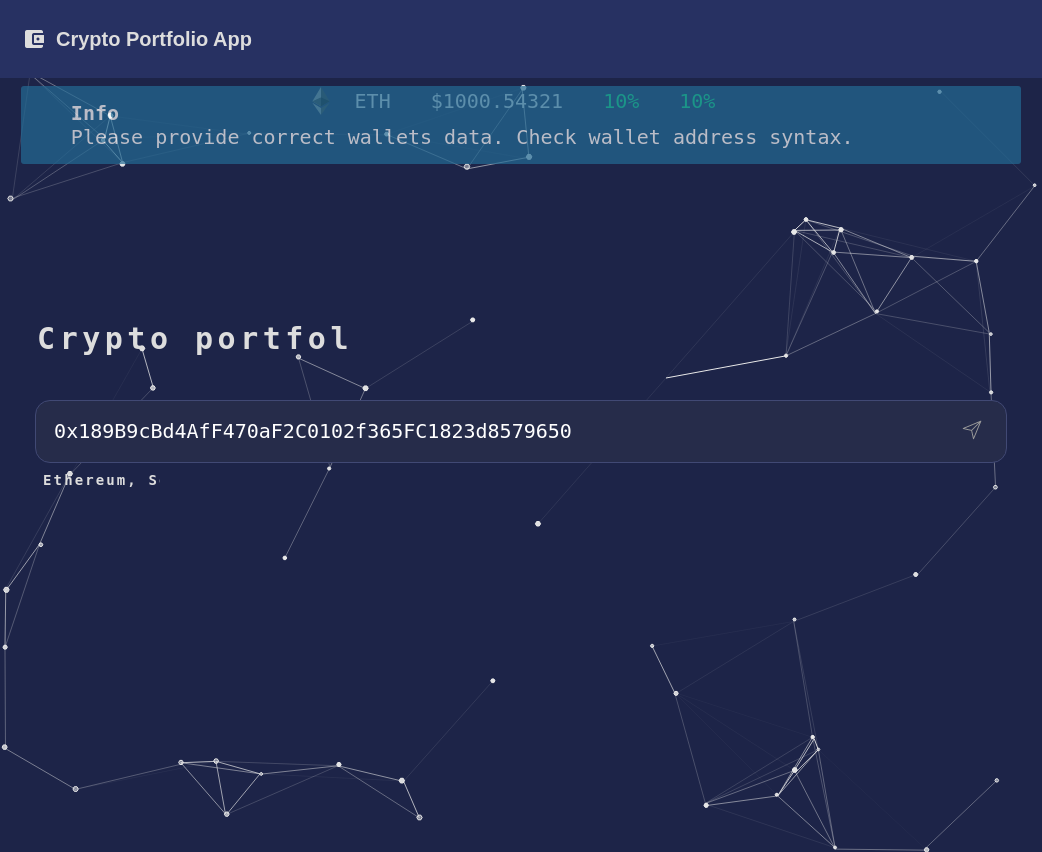 Crypto Portfolio App
ETH $1000.54321 10% 10%
Info
Please provide correct wallets data. Check wallet address syntax.
Crypto portfol
0x189B9cBd4AfF470aF2C0102f365FC1823d8579650
Ethereum, S